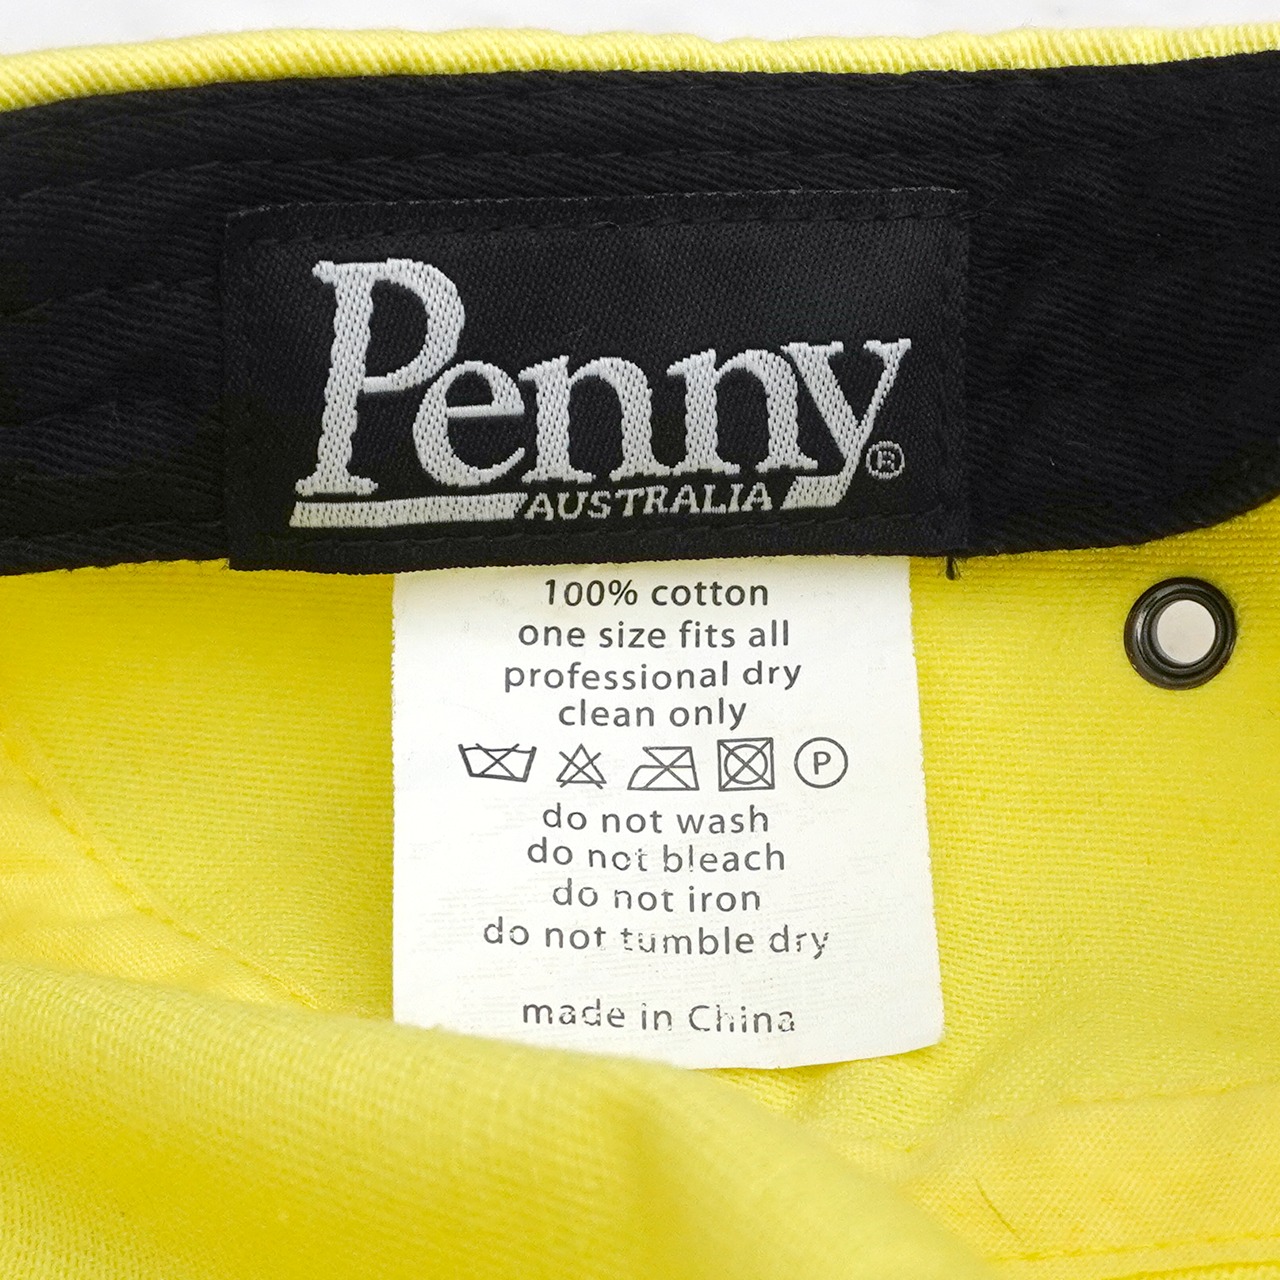 Penny
AUSTRALIA ®
100% cotton
one size fits all
professional dry
clean only
P
do not wash
do not bleach
do not iron
do not tumble dry
made in China